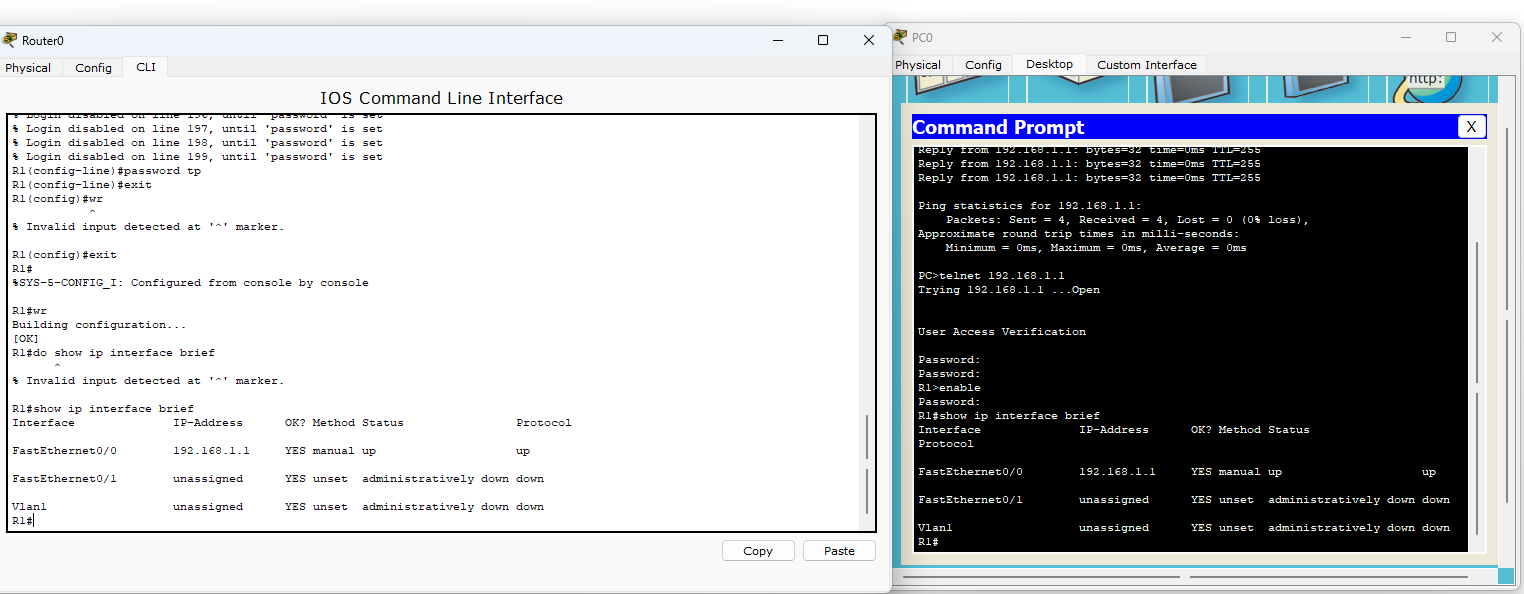 Router0
Physical Config CLI
IOS Command Line Interface
% Login disabled on line 196, until 'password' is set
% Login disabled on line 197, until 'password' is set
% Login disabled on line 198, until 'password' is set
% Login disabled on line 199, until 'password' is set
R1(config-line)#password tp
R1(config-line)#exit
R1(config)#wr
^
% Invalid input detected at '^' marker.
R1(config)#exit
R1#
%SYS-5-CONFIG_I: Configured from console by console
R1#wr
Building configuration...
[OK]
R1#do show ip interface brief
^
% Invalid input detected at '^' marker.
R1#show ip interface brief
Interface IP-Address OK? Method Status Protocol
FastEthernet0/0 192.168.1.1 YES manual up up
FastEthernet0/1 unassigned YES unset administratively down down
Vlan1 unassigned YES unset administratively down down
R1#
Copy Paste
PC0
Physical Config Desktop Custom Interface
http:
Command Prompt X
Reply from 192.168.1.1: bytes=32 time=0ms TTL=255
Reply from 192.168.1.1: bytes=32 time=0ms TTL=255
Reply from 192.168.1.1: bytes=32 time=0ms TTL=255
Ping statistics for 192.168.1.1:
Packets: Sent = 4, Received = 4, Lost = 0 (0% loss),
Approximate round trip times in milli-seconds:
Minimum = 0ms, Maximum = 0ms, Average = 0ms
PC>telnet 192.168.1.1
Trying 192.168.1.1 ...Open
User Access Verification
Password:
Password:
R1>enable
Password:
R1#show ip interface brief
Interface IP-Address OK? Method Status
Protocol
FastEthernet0/0 192.168.1.1 YES manual up up
FastEthernet0/1 unassigned YES unset administratively down down
Vlan1 unassigned YES unset administratively down down
R1#